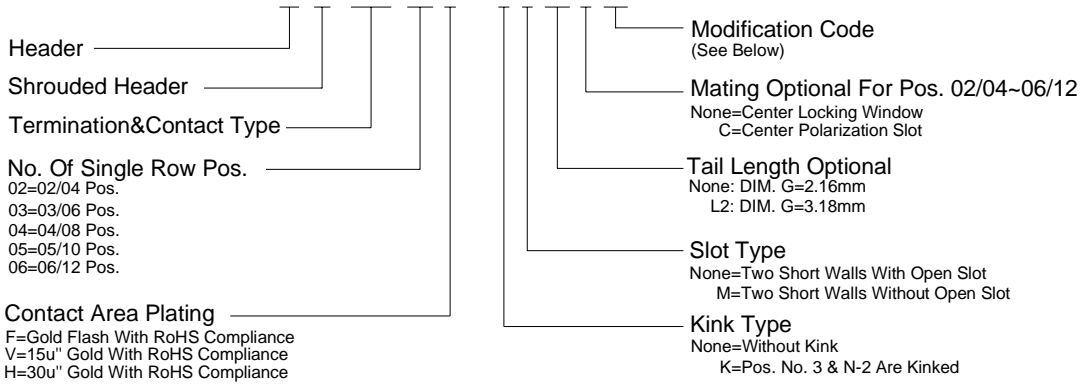 Header
Shrouded Header
Termination&Contact Type
No. Of Single Row Pos.
02=02/04 Pos.
03=03/06 Pos.
04=04/08 Pos.
05=05/10 Pos.
06=06/12 Pos.
Contact Area Plating
F=Gold Flash With RoHS Compliance
V=15u" Gold With RoHS Compliance
H=30u" Gold With RoHS Compliance
Modification Code
(See Below)
Mating Optional For Pos. 02/04~06/12
None=Center Locking Window
C=Center Polarization Slot
Tail Length Optional
None: DIM. G=2.16mm
L2: DIM. G=3.18mm
Slot Type
None=Two Short Walls With Open Slot
M=Two Short Walls Without Open Slot
Kink Type
None=Without Kink
K=Pos. No. 3 & N-2 Are Kinked